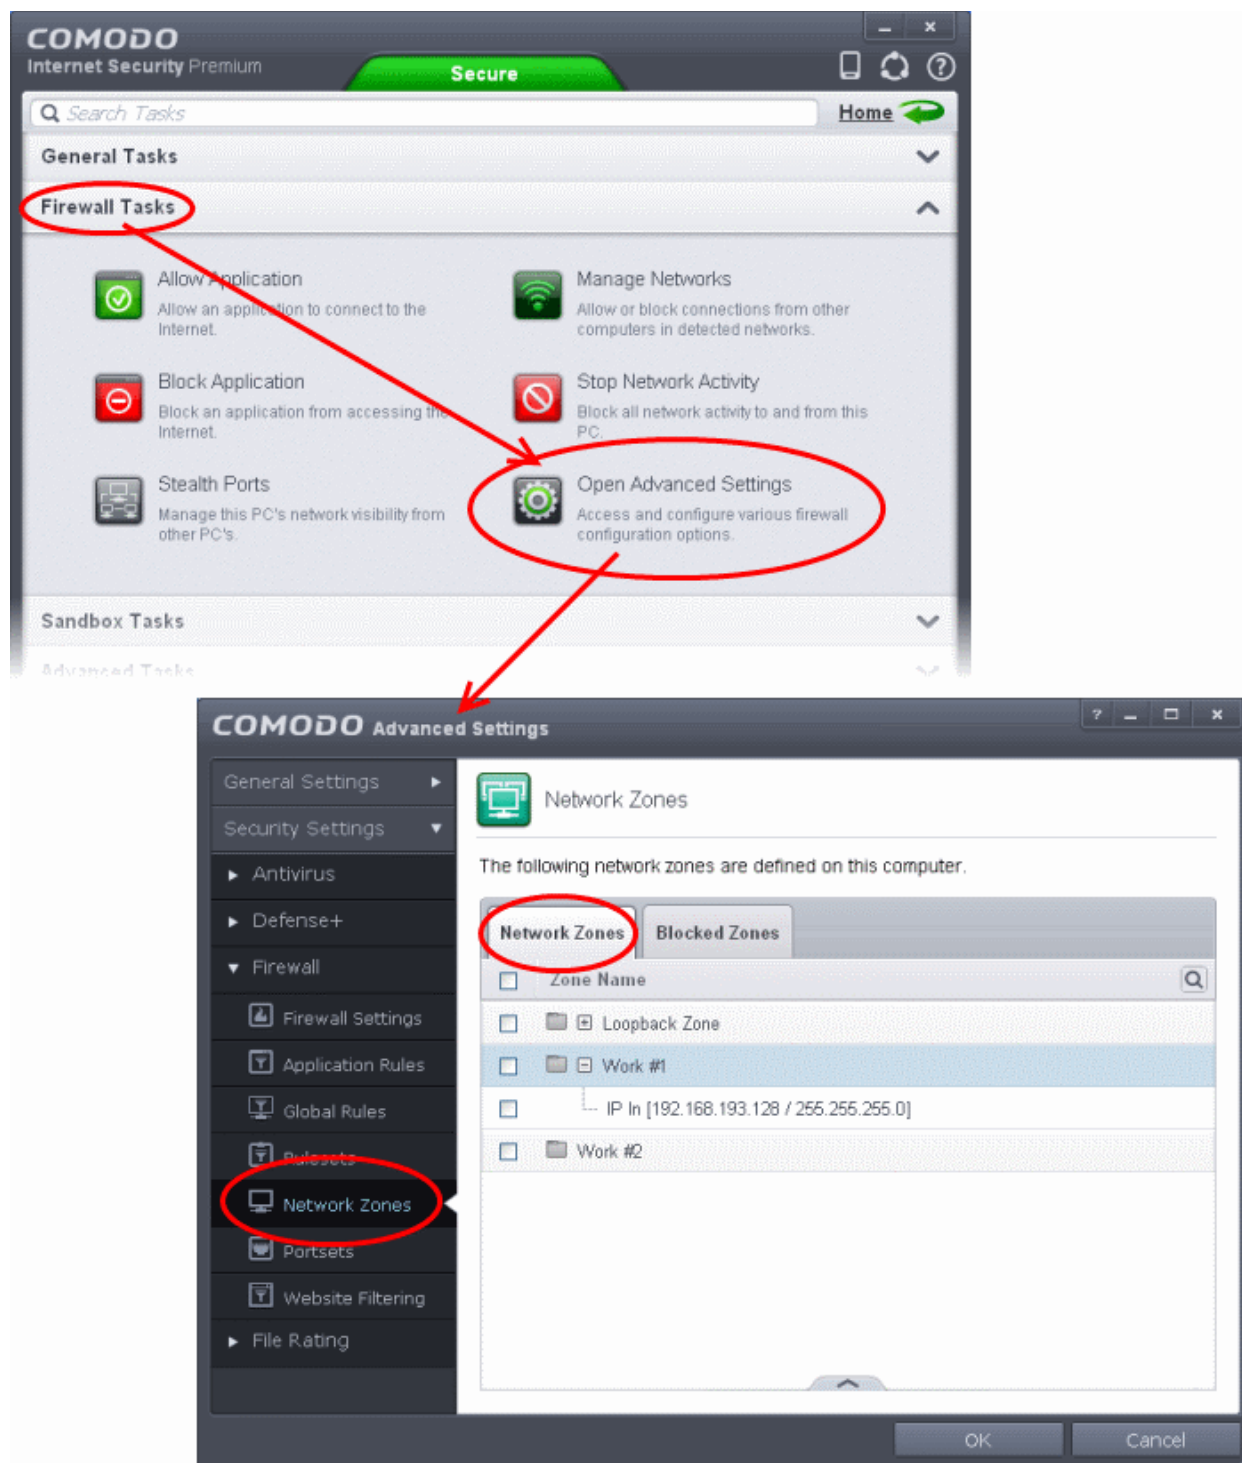 COMODO
Internet Security Premium
Secure
Search Tasks
Home
General Tasks
Firewall Tasks
Allow Application
Allow an application to connect to the
Internet.
Manage Networks
Allow or block connections from other
computers in detected networks.
Block Application
Block an application from accessing the
Internet.
Stop Network Activity
Block all network activity to and from this
PC.
Stealth Ports
Manage this PC's network visibility from
other PC's.
Open Advanced Settings
Access and configure various firewall
configuration options.
Sandbox Tasks
Advanced Tasks
COMODO Advanced Settings
General Settings
Security Settings
Antivirus
Defense+
Firewall
Firewall Settings
Application Rules
Global Rules
Rulesets
Network Zones
Portsets
Website Filtering
File Rating
Network Zones
The following network zones are defined on this computer.
Network Zones
Blocked Zones
Zone Name
Loopback Zone
Work #1
IP In [192.168.193.128 / 255.255.255.0]
Work #2
OK
Cancel